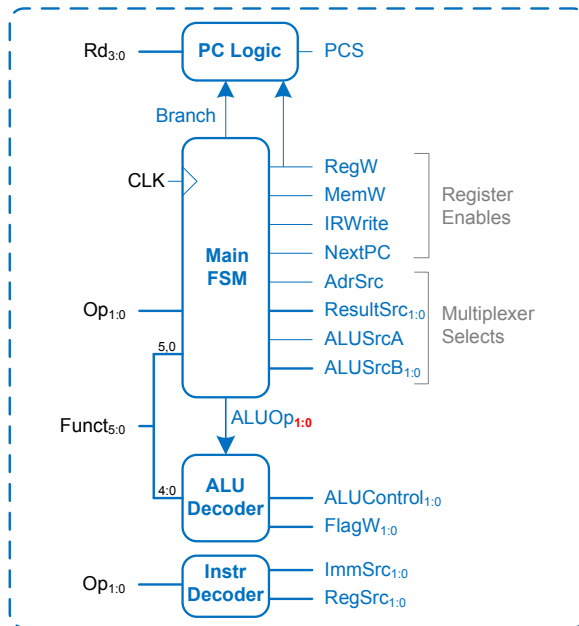 Rd3:0 PC Logic PCS
Branch
CLK
RegW
MemW
IRWrite
NextPC
Register
Enables
Main
FSM
AdrSrc
Op1:0
ResultSrc1:0
ALUSrcA
ALUSrcB1:0
Multiplexer
Selects
5,0
Funct5:0
ALUOp1:0
4:0
ALU
Decoder
ALUControl1:0
FlagW1:0
Op1:0
Instr
Decoder
ImmSrc1:0
RegSrc1:0